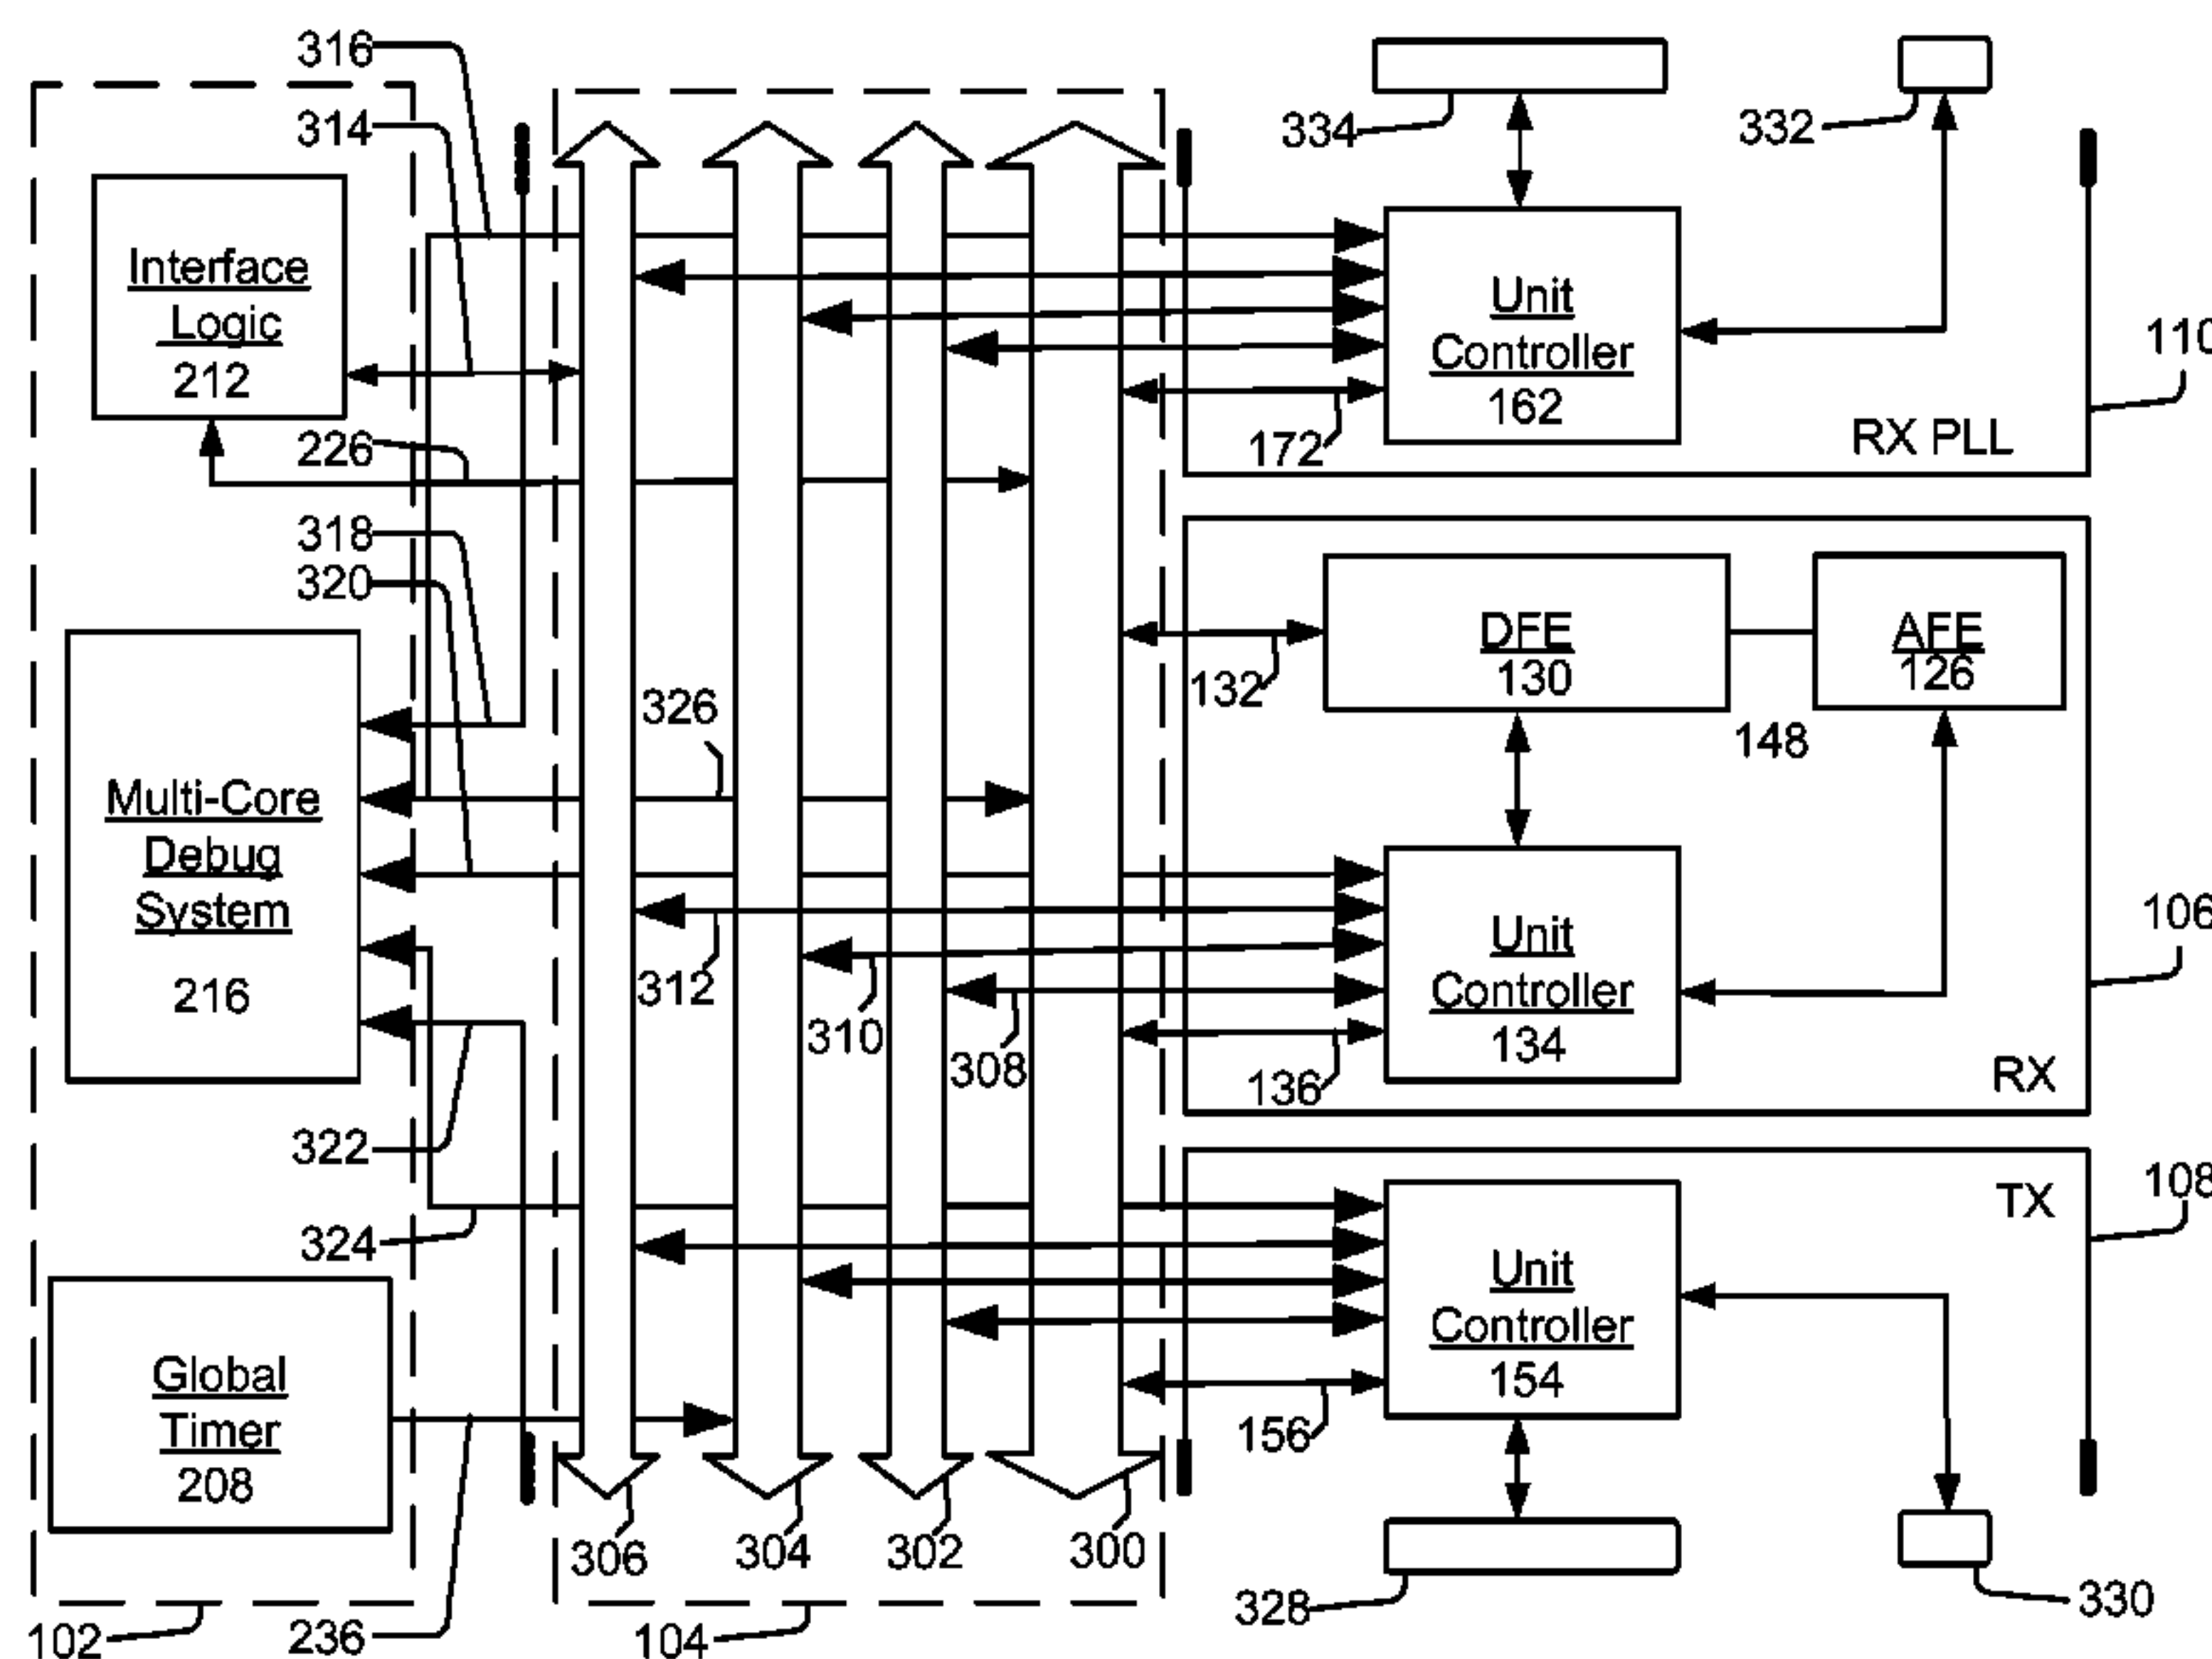 316
334
332
314
Interface
Logic
212
Unit
Controller
162
110
RX PLL
172
226
318
320
DFE
130
AFE
126
132
148
326
Multi-Core
Debug
System
216
Unit
Controller
134
106
312
310
308
136
RX
322
324
TX
108
Unit
Controller
154
156
Global
Timer
208
306
304
302
300
328
330
102
236
104